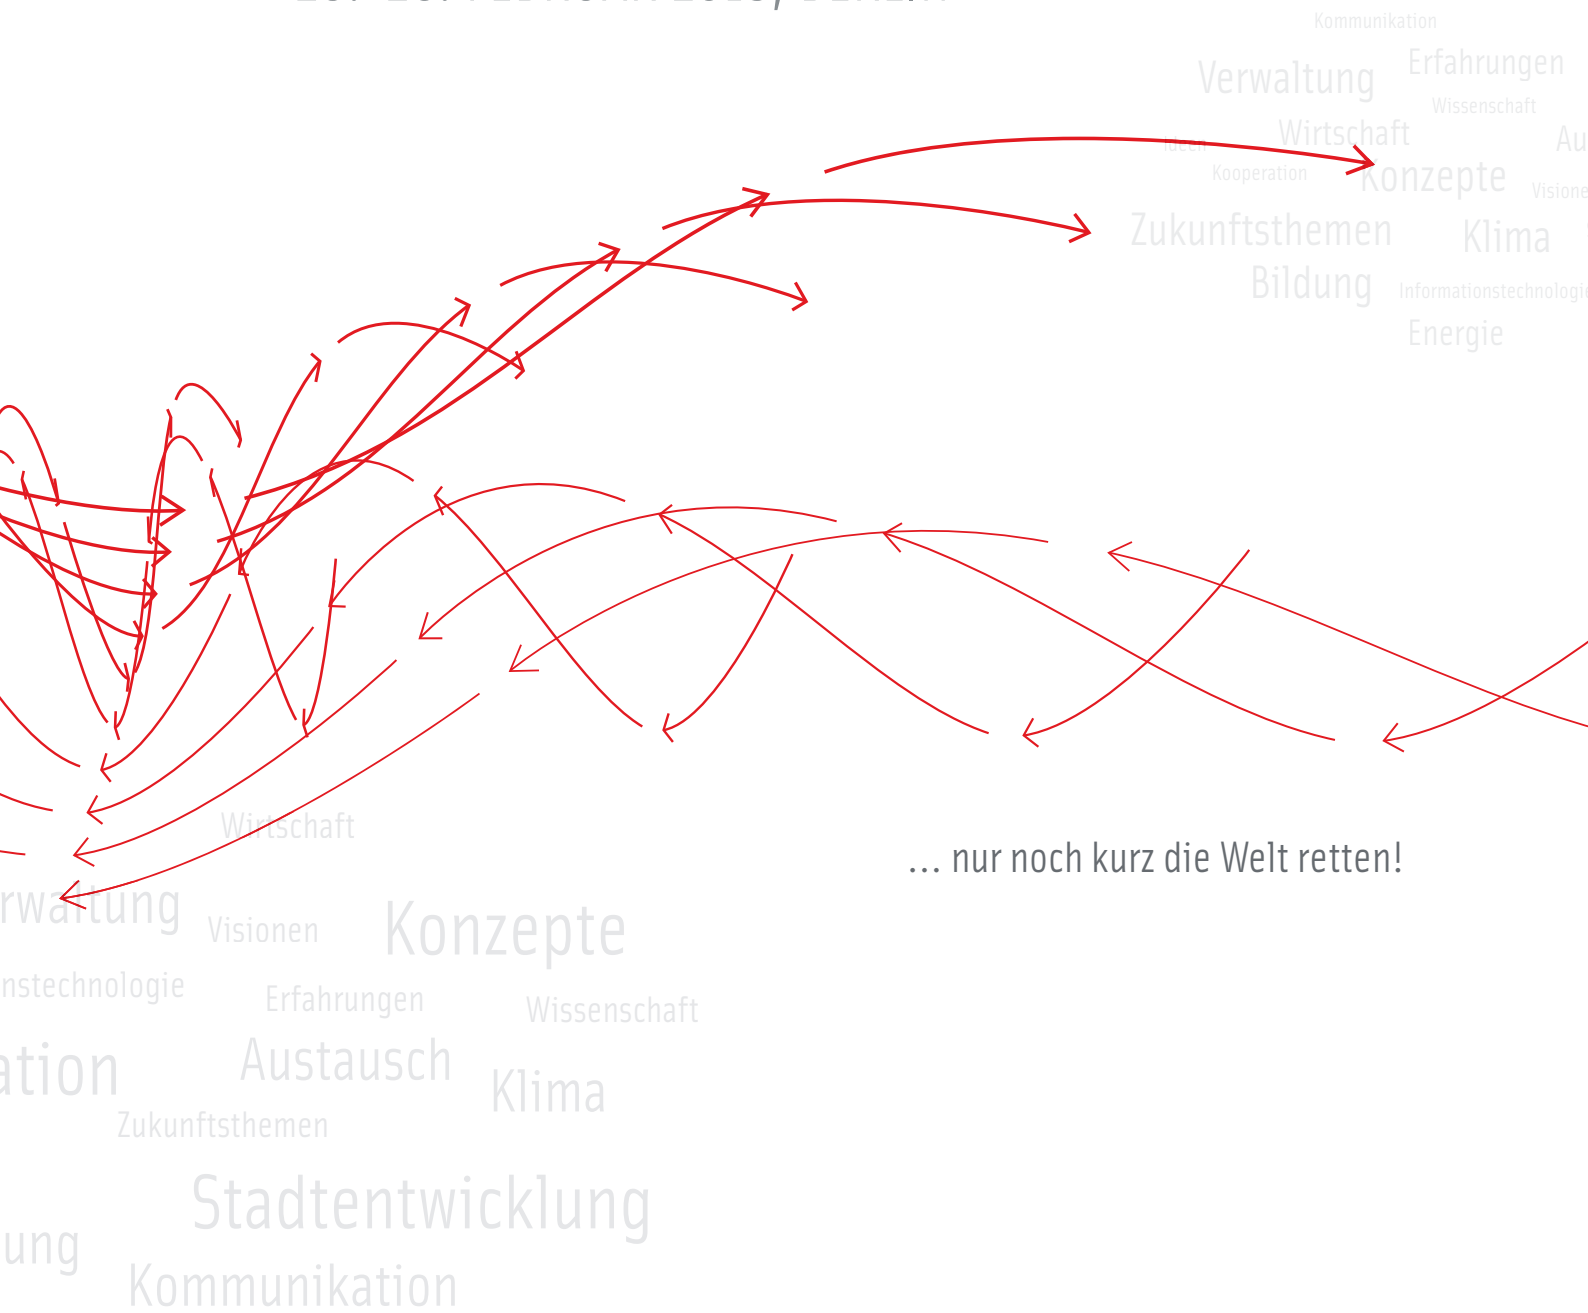 Kommunikation
Verwaltung Erfahrungen
Wissenschaft
Wirtschaft
Ideen
Kooperation Konzepte
Zukunftsthemen Klima
Bildung
Energie
Wirtschaft
... nur noch kurz die Welt retten!
Visionen Konzepte
Erfahrungen Wissenschaft
Austausch
Klima
Zukunftsthemen
Stadtentwicklung
Kommunikation